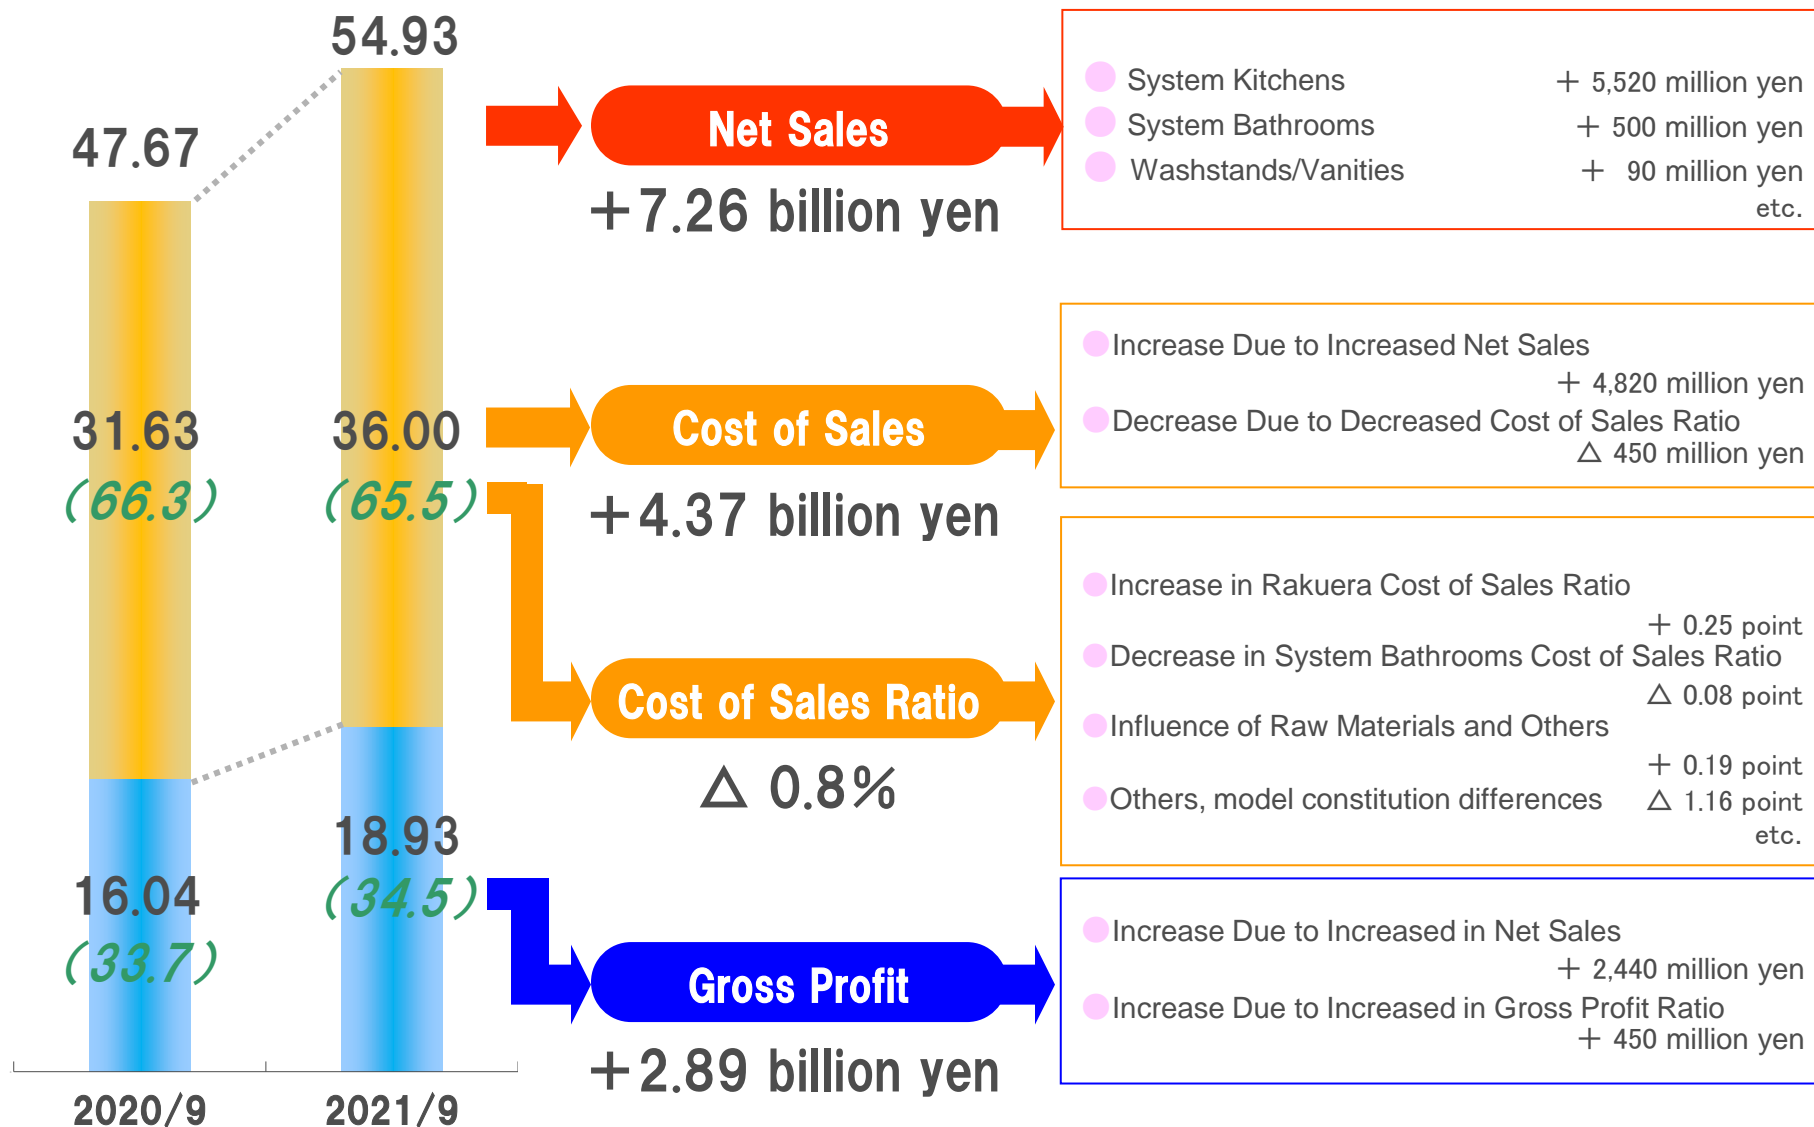 54.93
47.67
31.63
(66.3)
36.00
(65.5)
16.04
(33.7)
18.93
(34.5)
2020/9
2021/9
Net Sales
+7.26 billion yen
System Kitchens + 5,520 million yen
System Bathrooms + 500 million yen
Washstands/Vanities + 90 million yen
etc.
Cost of Sales
+4.37 billion yen
Increase Due to Increased Net Sales
+ 4,820 million yen
Decrease Due to Decreased Cost of Sales Ratio
△ 450 million yen
Cost of Sales Ratio
△ 0.8%
Increase in Rakuera Cost of Sales Ratio
+ 0.25 point
Decrease in System Bathrooms Cost of Sales Ratio
△ 0.08 point
Influence of Raw Materials and Others
+ 0.19 point
Others, model constitution differences △ 1.16 point
etc.
Gross Profit
+2.89 billion yen
Increase Due to Increased in Net Sales
+ 2,440 million yen
Increase Due to Increased in Gross Profit Ratio
+ 450 million yen